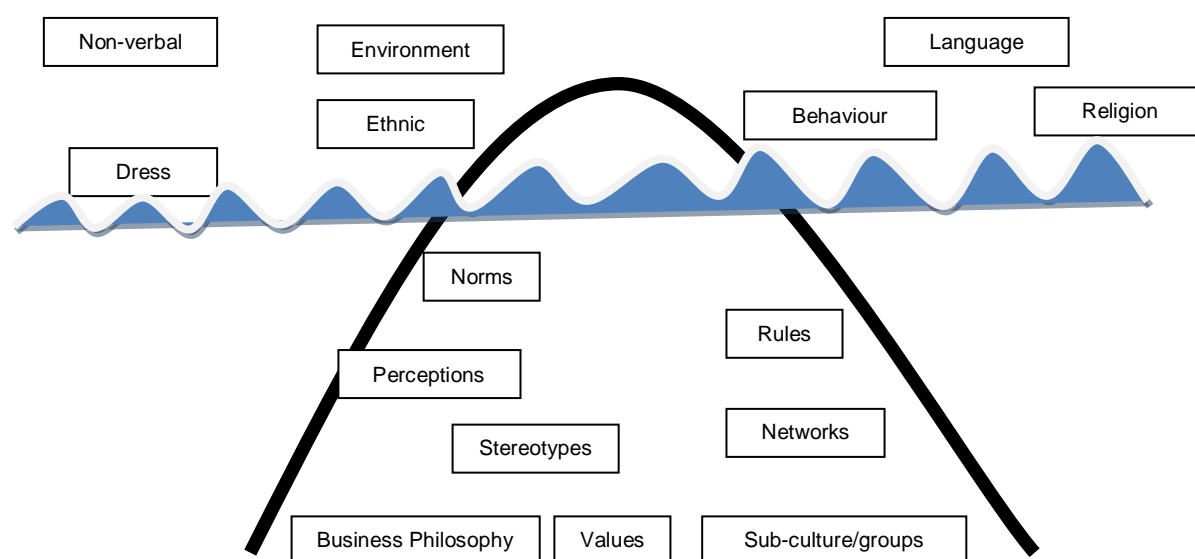 Non-verbal
Environment
Language
Ethnic
Behaviour
Religion
Dress
Norms
Rules
Perceptions
Networks
Stereotypes
Business Philosophy
Values
Sub-culture/groups